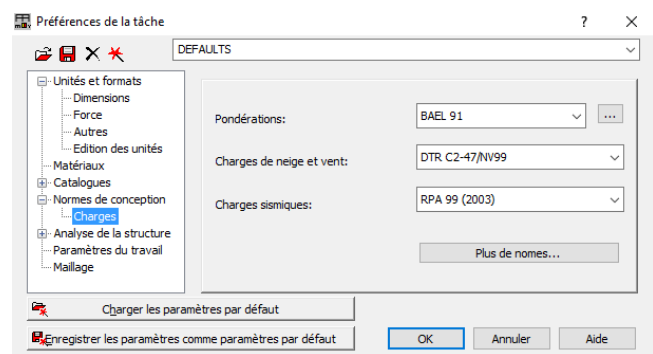 Préférences de la tâche
DEFAULTS
Unités et formats
Dimensions
Force
Autres
Edition des unités
Matériaux
Catalogues
Normes de conception
Charges
Analyse de la structure
Paramètres du travail
Maillage
Pondérations:
BAEL 91
...
Charges de neige et vent:
DTR C2-47/NV99
Charges sismiques:
RPA 99 (2003)
Plus de nomes...
Charger les paramètres par défaut
Enregistrer les paramètres comme paramètres par défaut
OK
Annuler
Aide